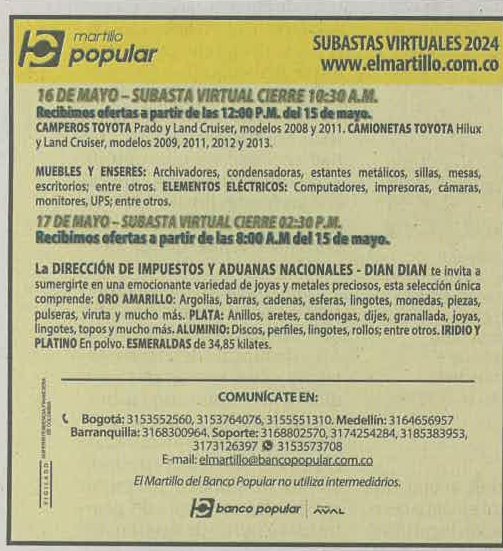 martillo
popular
SUBASTAS VIRTUALES 2024
www.elmartillo.com.co
16 DE MAYO – SUBASTA VIRTUAL CIERRE 10:30 A.M.
Recibimos ofertas a partir de las 12:00 P.M. del 15 de mayo.
CAMPEROS TOYOTA Prado y Land Cruiser, modelos 2008 y 2011. CAMIONETAS TOYOTA Hilux
y Land Cruiser, modelos 2009, 2011, 2012 y 2013.
MUEBLES Y ENSERES: Archivadores, condensadoras, estantes metálicos, sillas, mesas,
escritorios; entre otros. ELEMENTOS ELÉCTRICOS: Computadores, impresoras, cámaras,
monitores, UPS; entre otros.
17 DE MAYO – SUBASTA VIRTUAL CIERRE 02:30 P.M.
Recibimos ofertas a partir de las 8:00 A.M del 15 de mayo.
La DIRECCIÓN DE IMPUESTOS Y ADUANAS NACIONALES - DIAN DIAN te invita a
sumergirte en una emocionante variedad de joyas y metales preciosos, esta selección única
comprende: ORO AMARILLO: Argollas, barras, cadenas, esferas, lingotes, monedas, piezas,
pulseras, viruta y mucho más. PLATA: Anillos, aretes, candongas, dijes, granallada, joyas,
lingotes, topos y mucho más. ALUMINIO: Discos, perfiles, lingotes, rollos; entre otros. IRIDIO Y
PLATINO En polvo. ESMERALDAS de 34,85 kilates.
COMUNÍCATE EN:
Bogotá: 3153552560, 3153764076, 3155551310. Medellín: 3164656957
Barranquilla: 3168300964. Soporte: 3168802570, 3174254284, 3185383953,
3173126397 3153573708
E-mail: elmartillo@bancopopular.com.co
El Martillo del Banco Popular no utiliza intermediários.
banco popular
AVAL
VIGILADO
SUPERINTENDENCIA FINANCIERA
DE COLOMBIA